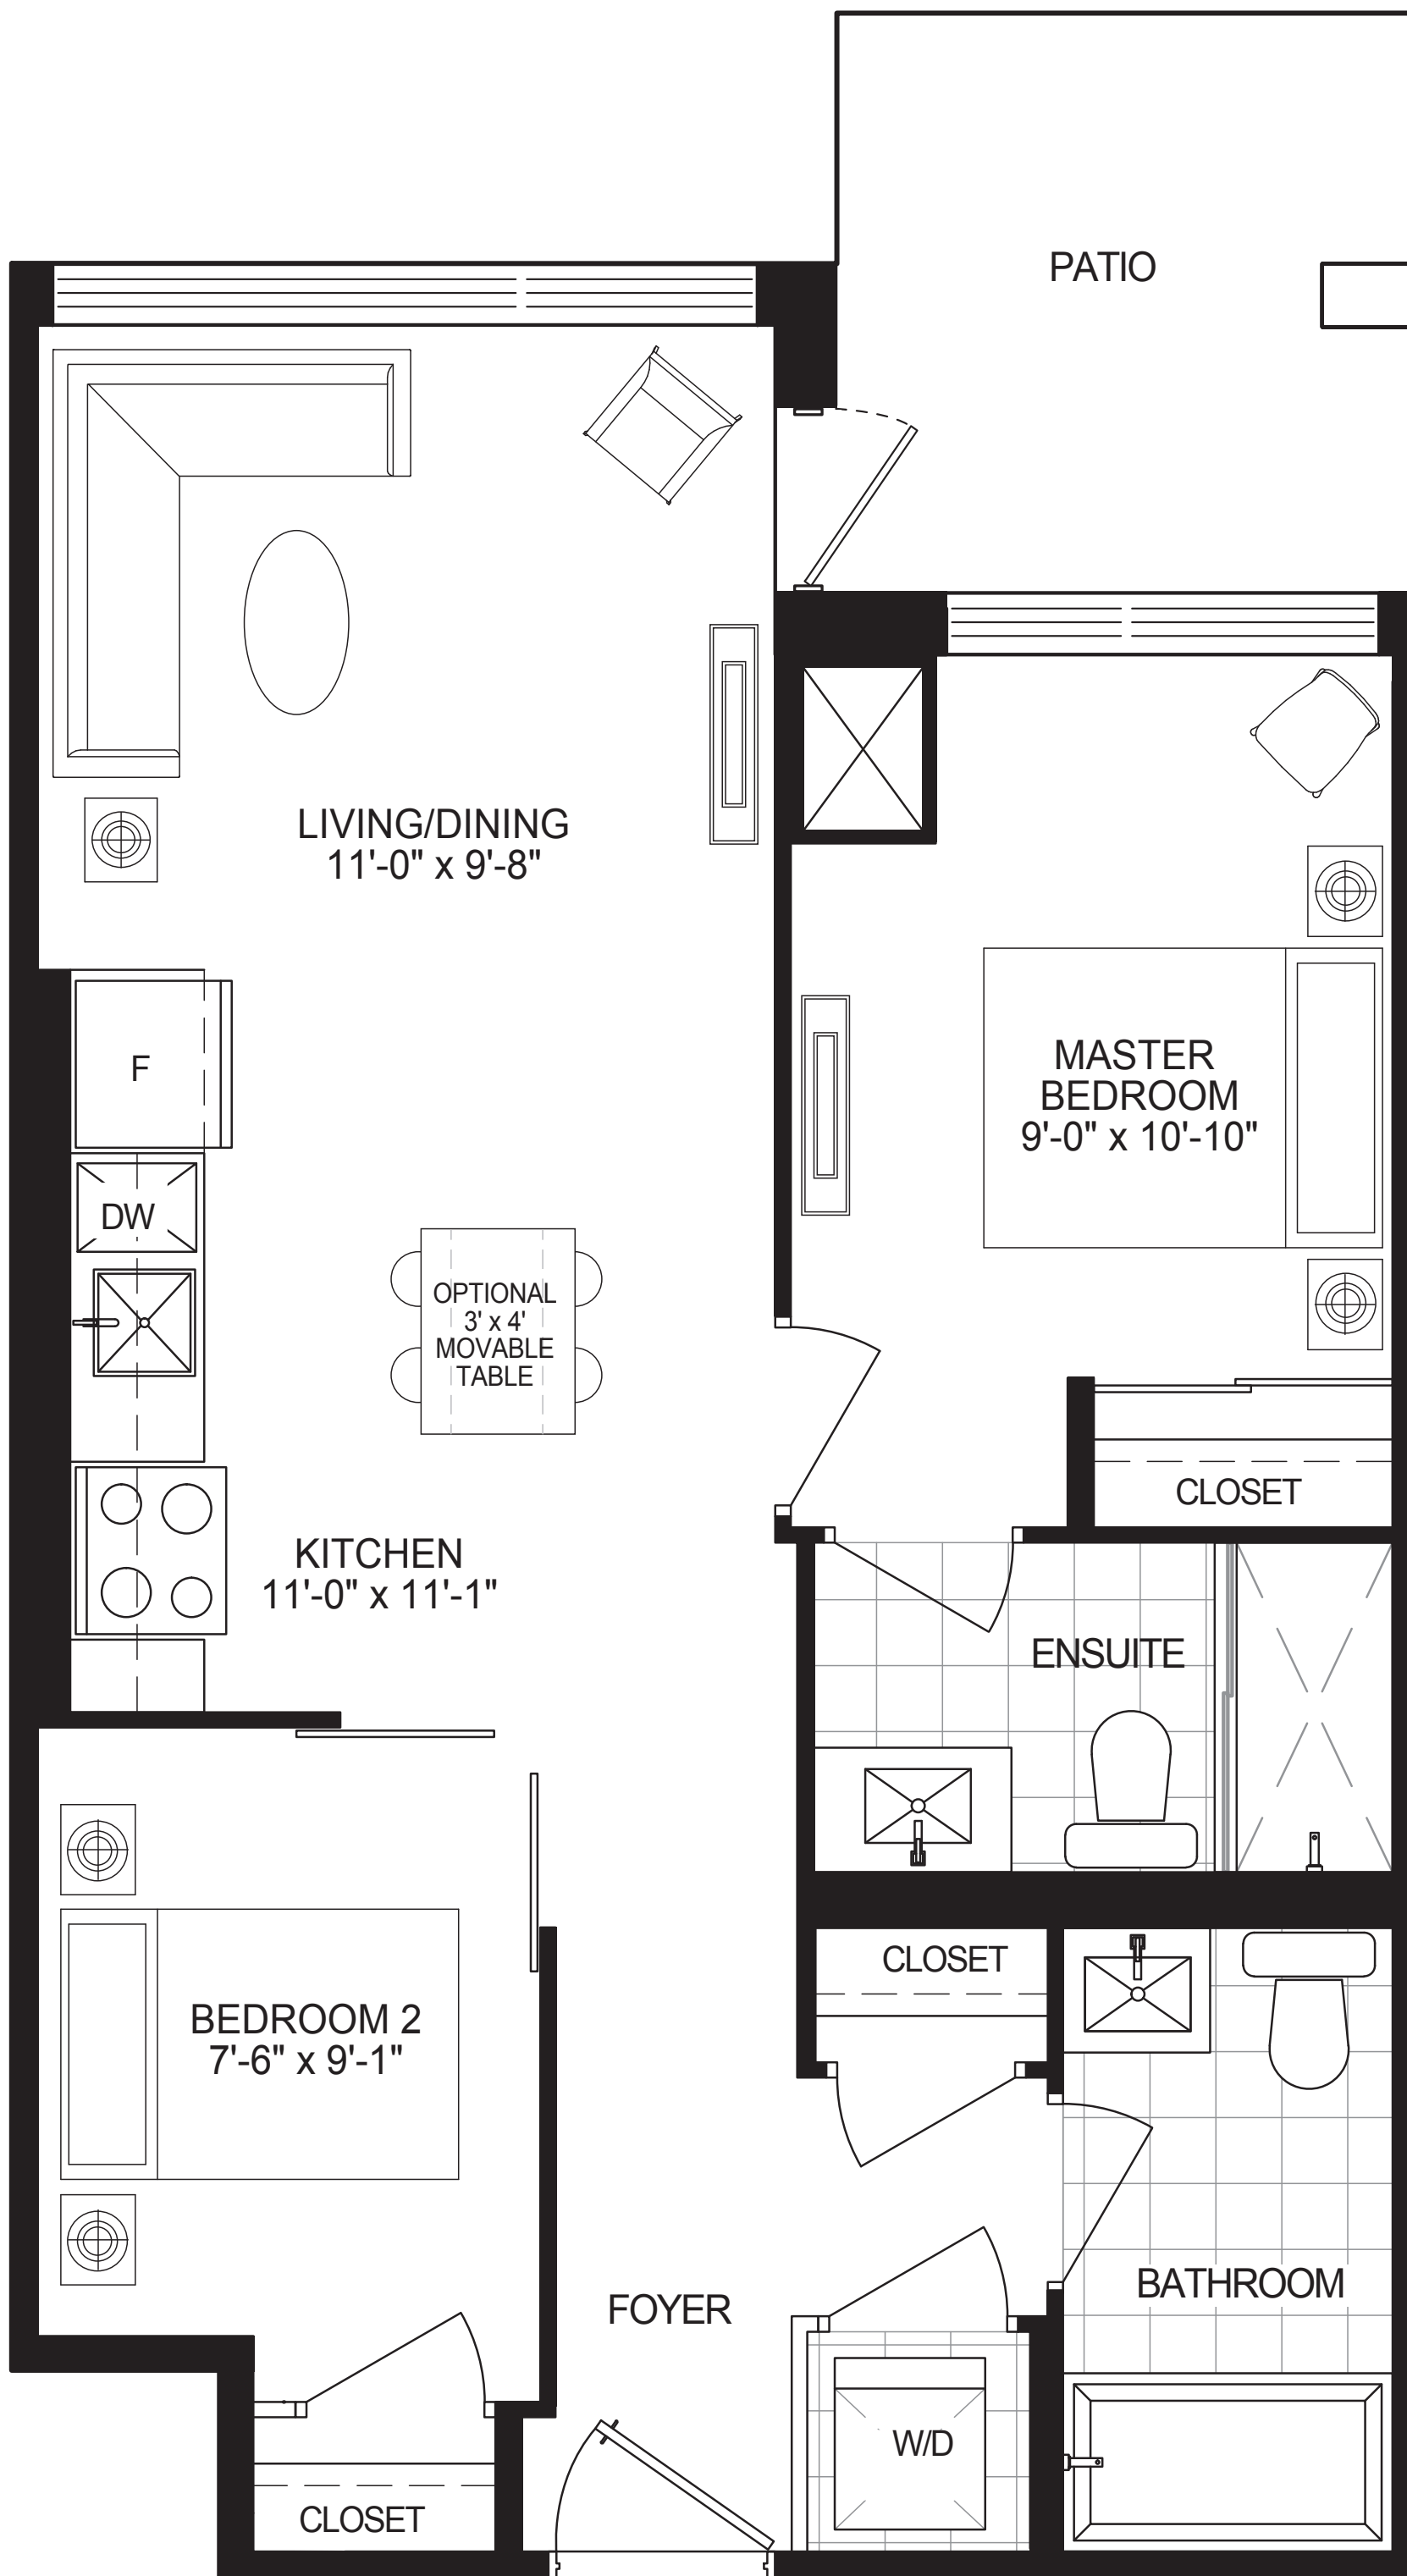 PATIO
LIVING/DINING
11'-0" x 9'-8"
F
MASTER
BEDROOM
9'-0" x 10'-10"
DW
OPTIONAL
3' x 4'
MOVABLE
TABLE
CLOSET
KITCHEN
11'-0" x 11'-1"
ENSUITE
CLOSET
BEDROOM 2
7'-6" x 9'-1"
BATHROOM
FOYER
W/D
CLOSET